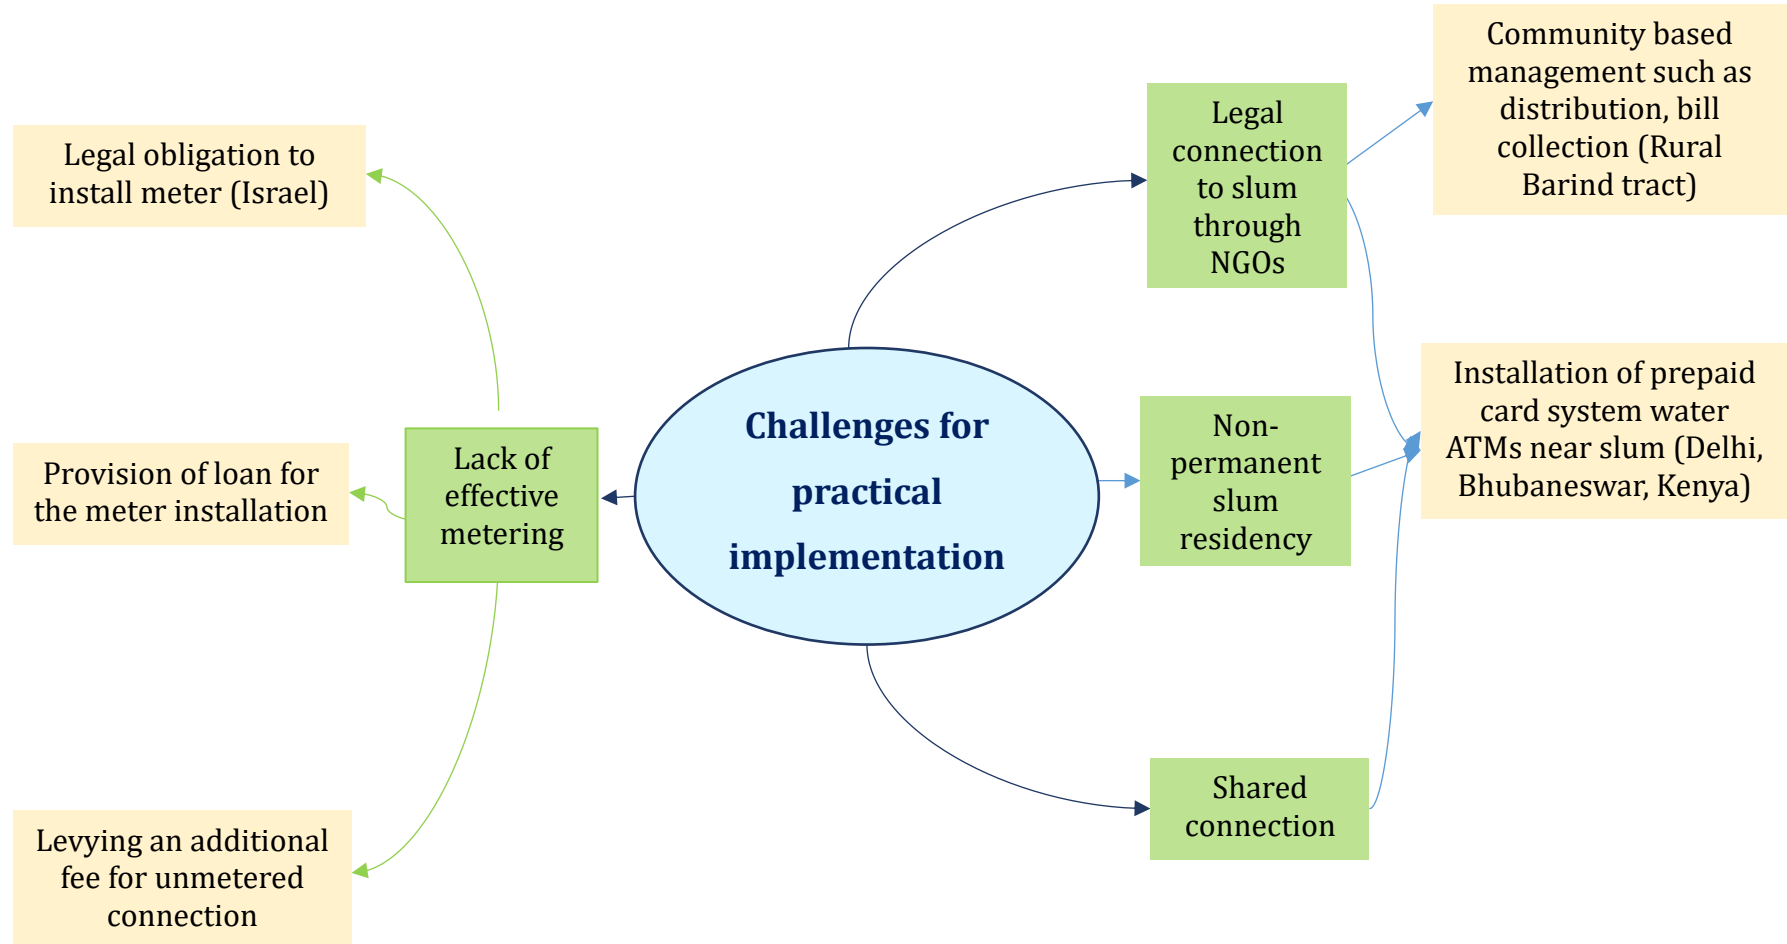 Legal obligation to
install meter (Israel)
Provision of loan for
the meter installation
Levying an additional
fee for unmetered
connection
Lack of
effective
metering
Challenges for
practical
implementation
Legal
connection
to slum
through
NGOs
Non-
permanent
slum
residency
Shared
connection
Community based
management such as
distribution, bill
collection (Rural
Barind tract)
Installation of prepaid
card system water
ATMs near slum (Delhi,
Bhubaneswar, Kenya)